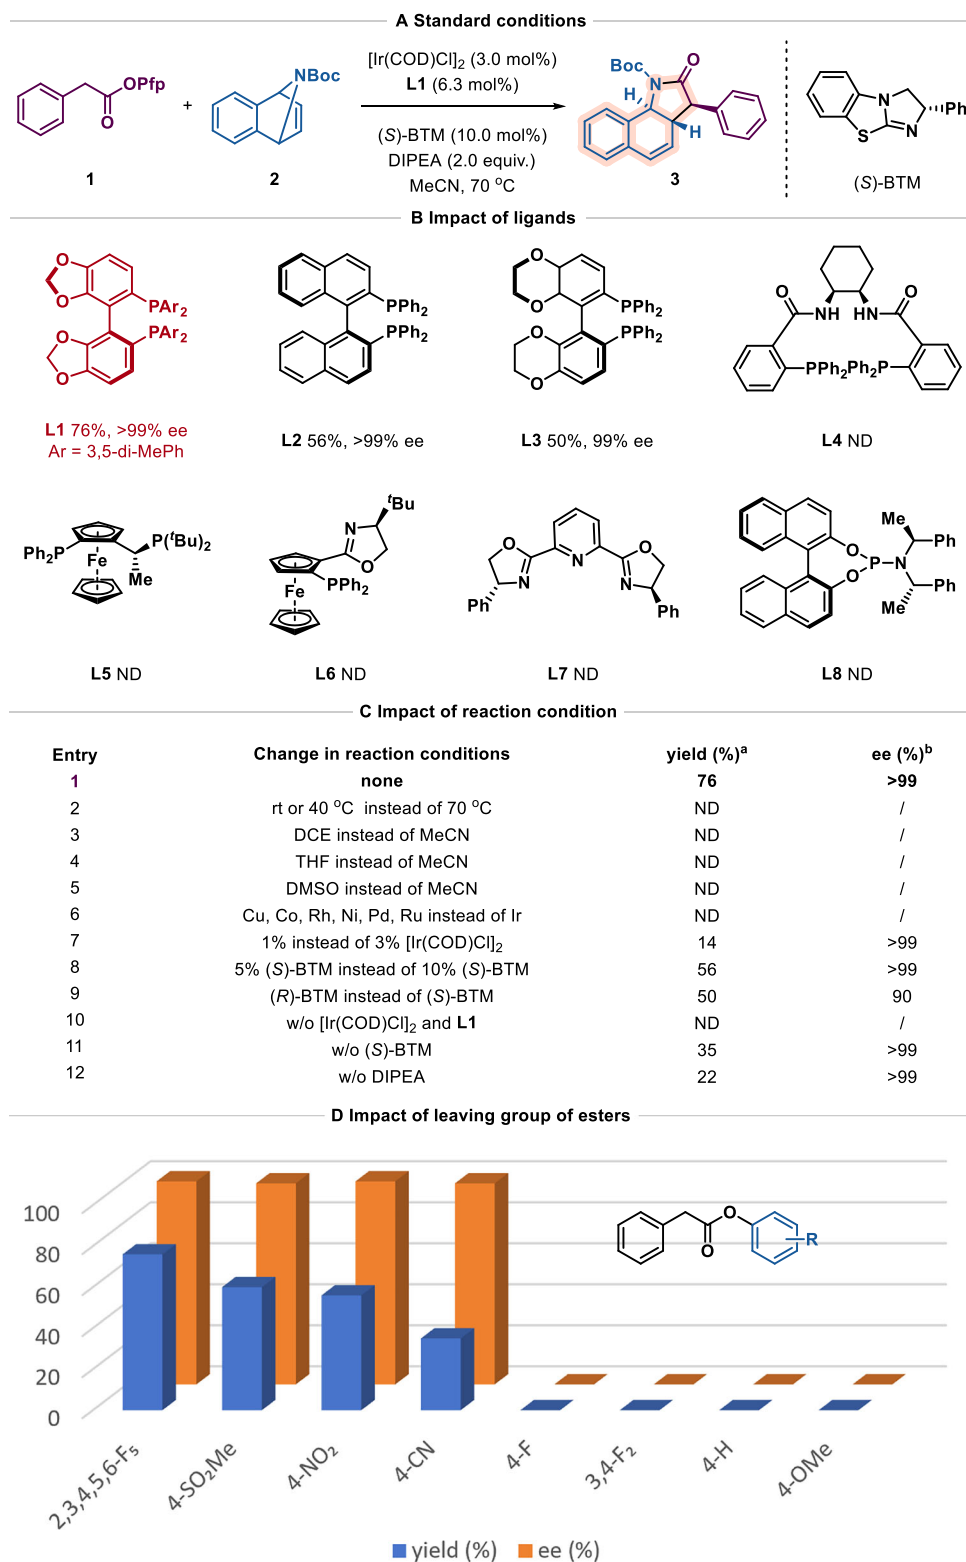 A Standard conditions
OPfp
O
1
+
NBoc
2
[Ir(COD)Cl]₂ (3.0 mol%)
L1 (6.3 mol%)
(S)-BTM (10.0 mol%)
DIPEA (2.0 equiv.)
MeCN, 70 ºC
Boc
N
O
H
H
3
N
S
N
Ph
(S)-BTM
B Impact of ligands
O
O
PAr₂
PAr₂
O
O
L1 76%, >99% ee
Ar = 3,5-di-MePh
PPh₂
PPh₂
L2 56%, >99% ee
O
O
PPh₂
O
PPh₂
O
L3 50%, 99% ee
O
NH
HN
O
PPh₂
Ph₂P
L4 ND
Ph₂P
Fe
P(ᵗBu)₂
Me
L5 ND
ᵗBu
N
O
PPh₂
Fe
L6 ND
O
N
O
N
N
Ph
Ph
L7 ND
Me
Ph
O
P
N
O
Ph
Me
L8 ND
C Impact of reaction condition
Entry Change in reaction conditions yield (%)ᵃ ee (%)ᵇ
1 none 76 >99
2 rt or 40 ºC instead of 70 ºC ND /
3 DCE instead of MeCN ND /
4 THF instead of MeCN ND /
5 DMSO instead of MeCN ND /
6 Cu, Co, Rh, Ni, Pd, Ru instead of Ir ND /
7 1% instead of 3% [Ir(COD)Cl]₂ 14 >99
8 5% (S)-BTM instead of 10% (S)-BTM 56 >99
9 (R)-BTM instead of (S)-BTM 50 90
10 w/o [Ir(COD)Cl]₂ and L1 ND /
11 w/o (S)-BTM 35 >99
12 w/o DIPEA 22 >99
D Impact of leaving group of esters
100
80
60
40
20
0
O
O
R
2,3,4,5,6-F₅
4-SO₂Me
4-NO₂
4-CN
4-F
3,4-F₂
4-H
4-OMe
yield (%) ee (%)